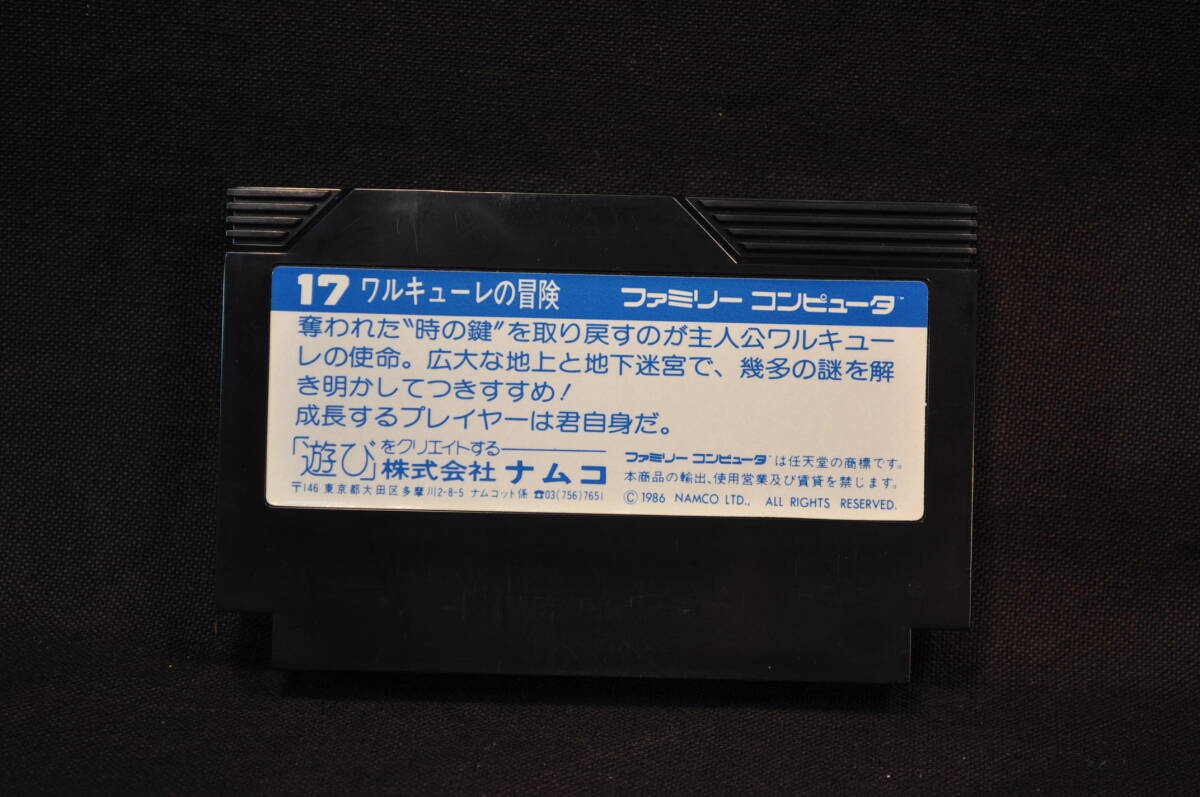 17 ワルキューレの冒険 ファミリー コンピュータ™
奪われた〝時の鍵〟を取り戻すのが主人公ワルキュー
レの使命。広大な地上と地下迷宮で、幾多の謎を解
き明かしてつきすすめ!
成長するプレイヤーは君自身だ。
「遊び」をクリエイトする
株式会社 ナムコ
〒146 東京都大田区多摩川2-8-5 ナムコット係 ☎03(756)7651
ファミリー コンピュータ™は任天堂の商標です。
本商品の輸出、使用営業及び賃貸を禁じます。
© 1986 NAMCO LTD., ALL RIGHTS RESERVED.